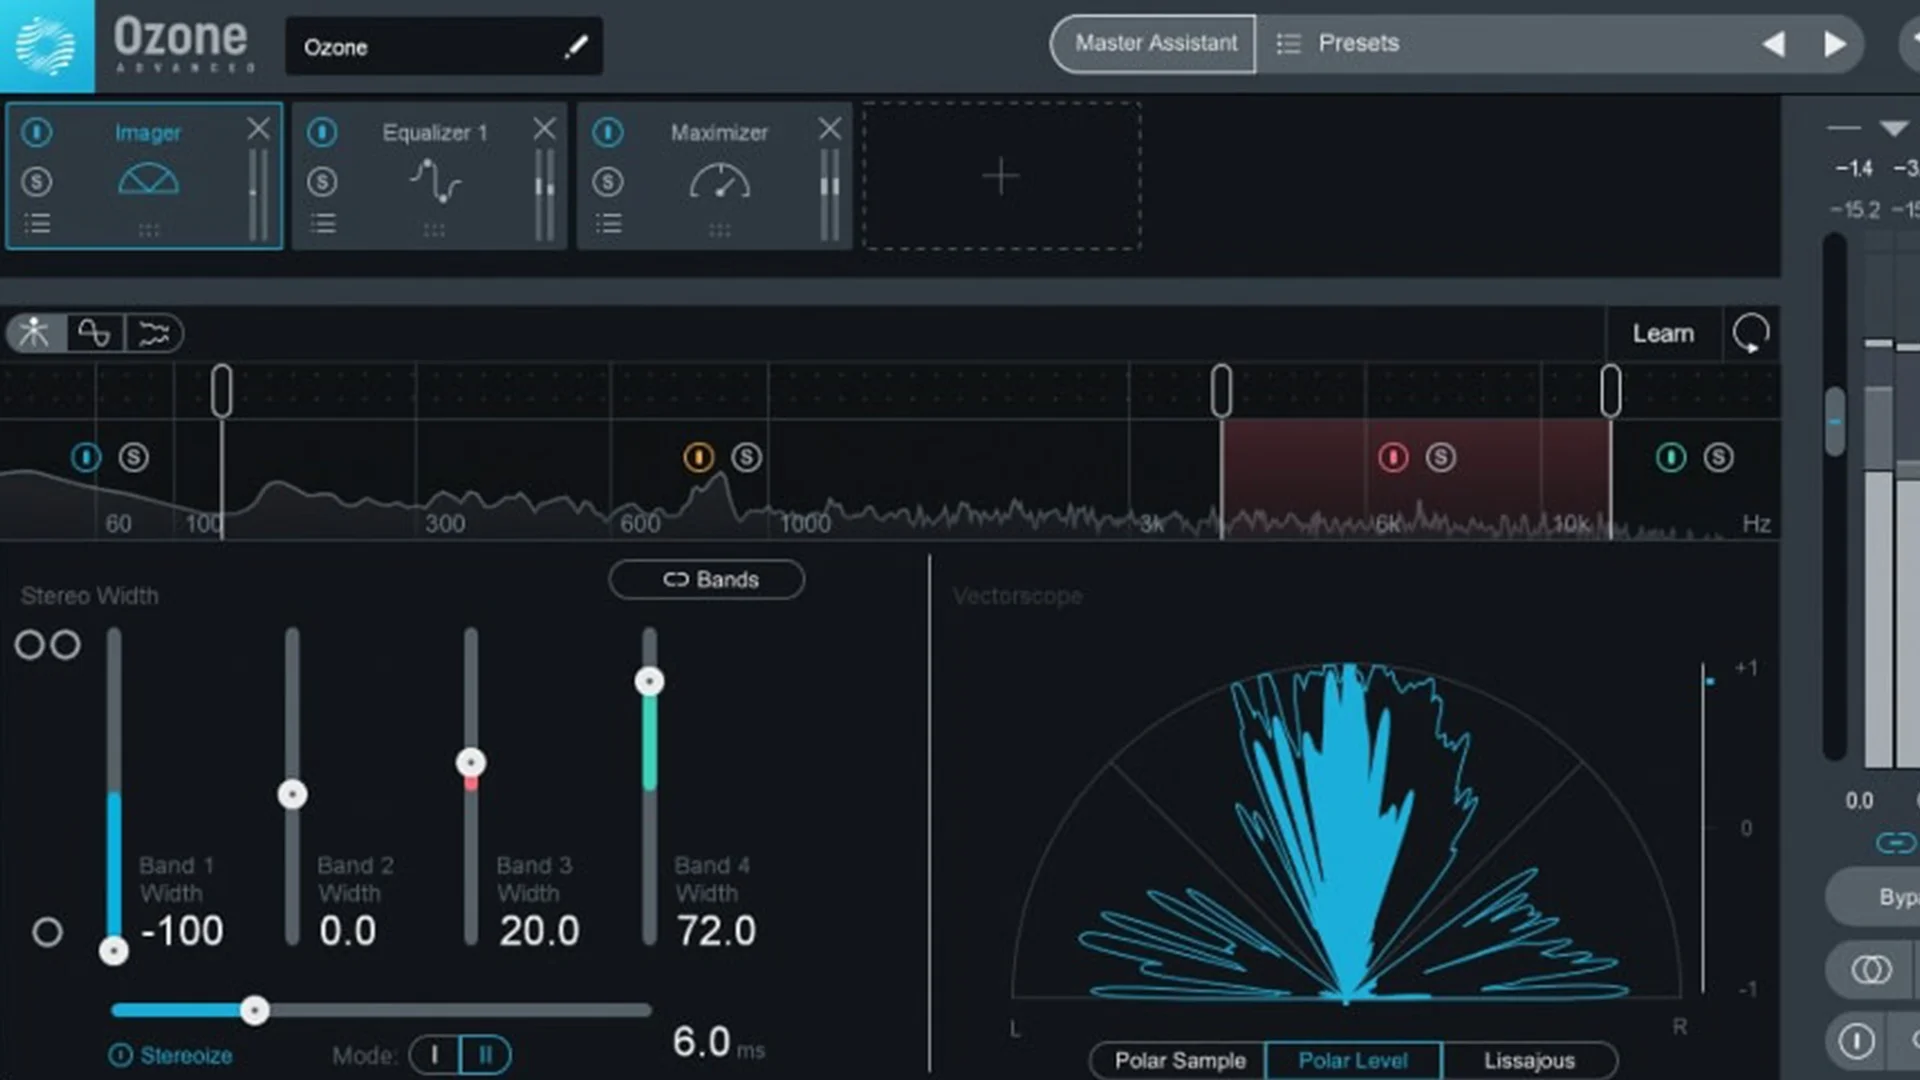 Ozone
ADVANCED
Ozone
Master Assistant
Presets
Imager
Equalizer 1
Maximizer
S
S
S
-1.4
-15.2
Learn
S
S
S
S
60
100
300
600
1000
3k
6k
10k
Hz
Bands
Stereo Width
Vectorscope
+1
0
-1
0.0
Band 1
Width
-100
Band 2
Width
0.0
Band 3
Width
20.0
Band 4
Width
72.0
L
R
6.0 ms
Stereoize
Mode: I II
Polar Sample
Polar Level
Lissajous